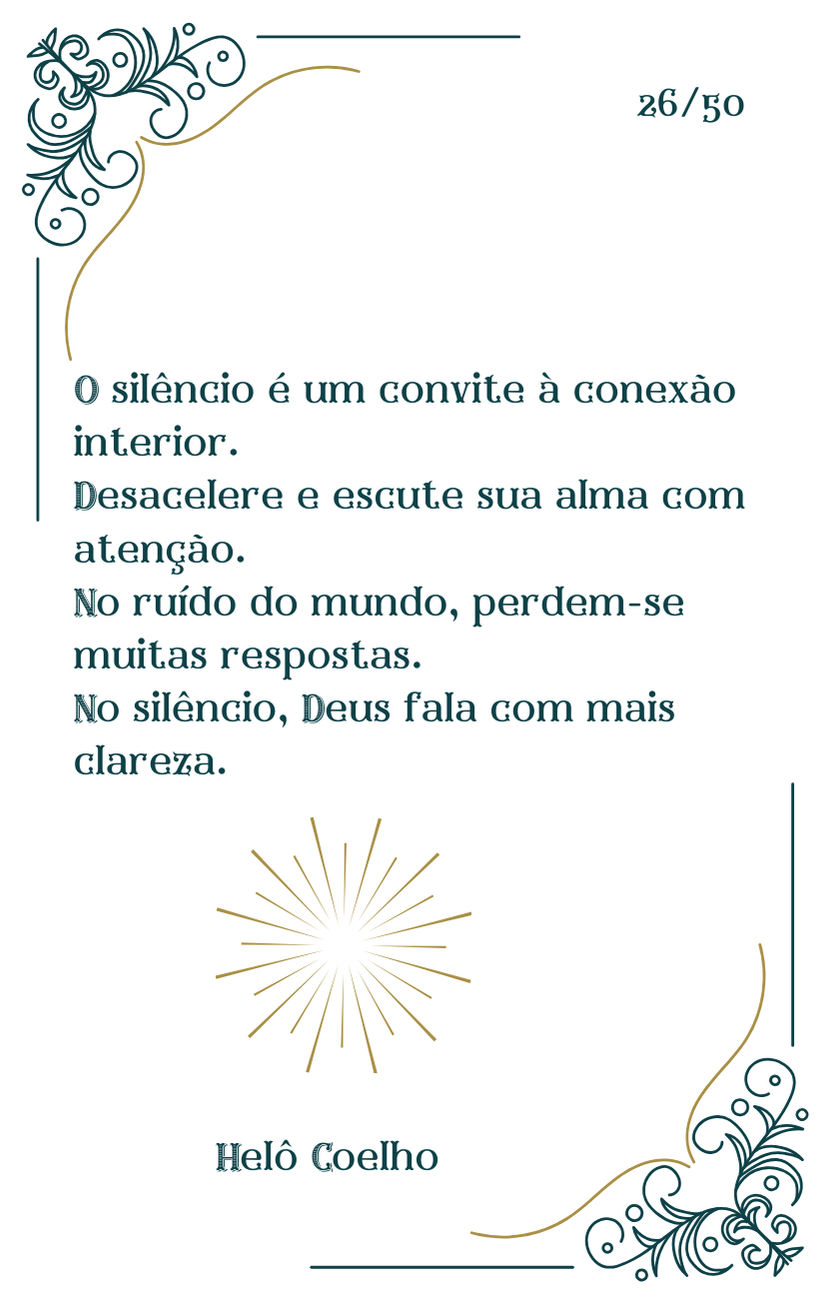 26/50
O silêncio é um convite à conexão
interior.
Desacelere e escute sua alma com
atenção.
No ruído do mundo, perdem-se
muitas respostas.
No silêncio, Deus fala com mais
clareza.
Helô Coelho